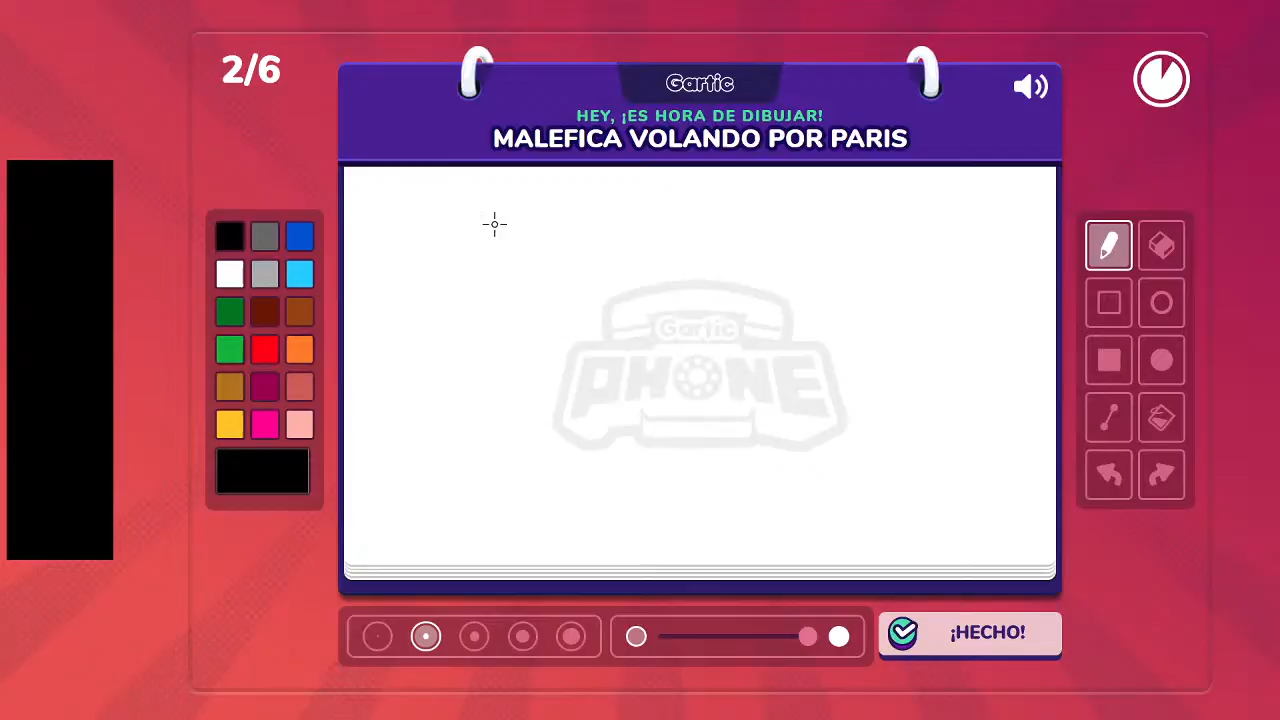 2/6
Gartic
HEY, ¡ES HORA DE DIBUJAR!
MALEFICA VOLANDO POR PARIS
Gartic
PHONE
¡HECHO!